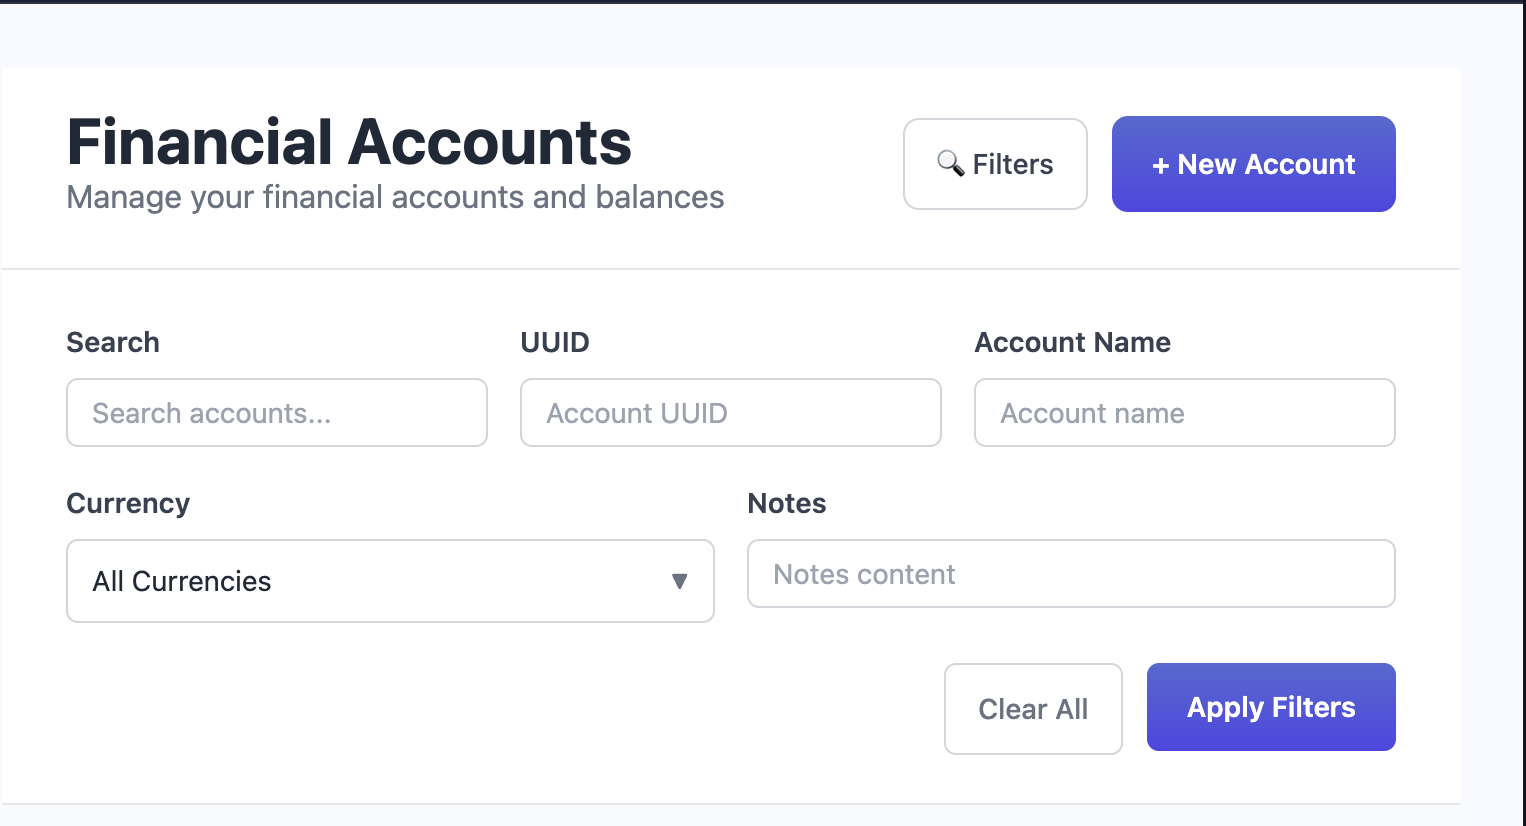 Financial Accounts
Manage your financial accounts and balances
🔍 Filters
+ New Account
Search
UUID
Account Name
Search accounts...
Account UUID
Account name
Currency
Notes
All Currencies ▼
Notes content
Clear All
Apply Filters